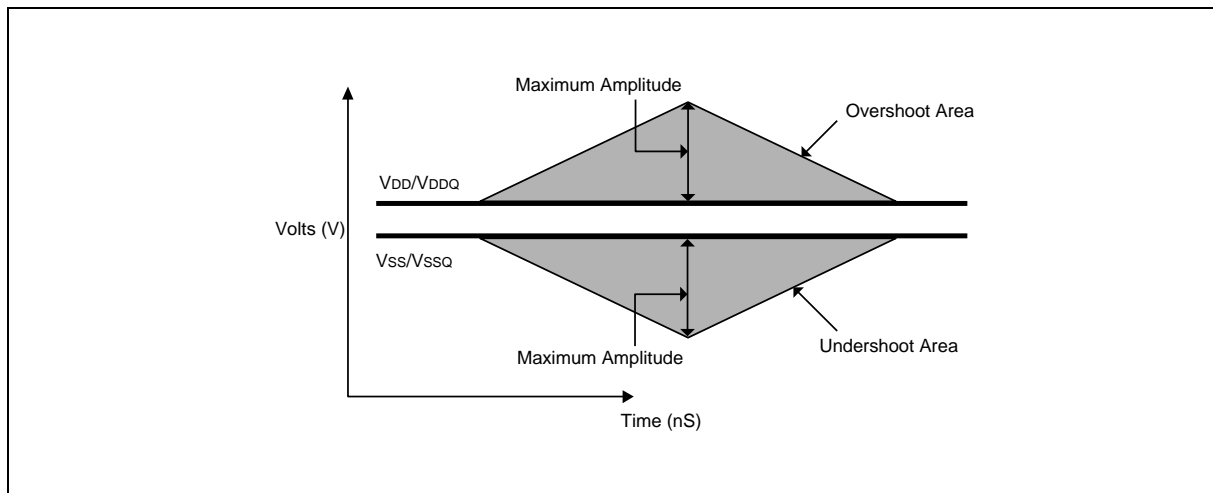 Maximum Amplitude
Overshoot Area
VDD/VDDQ
Volts (V)
VSS/VSSQ
Maximum Amplitude
Undershoot Area
Time (nS)